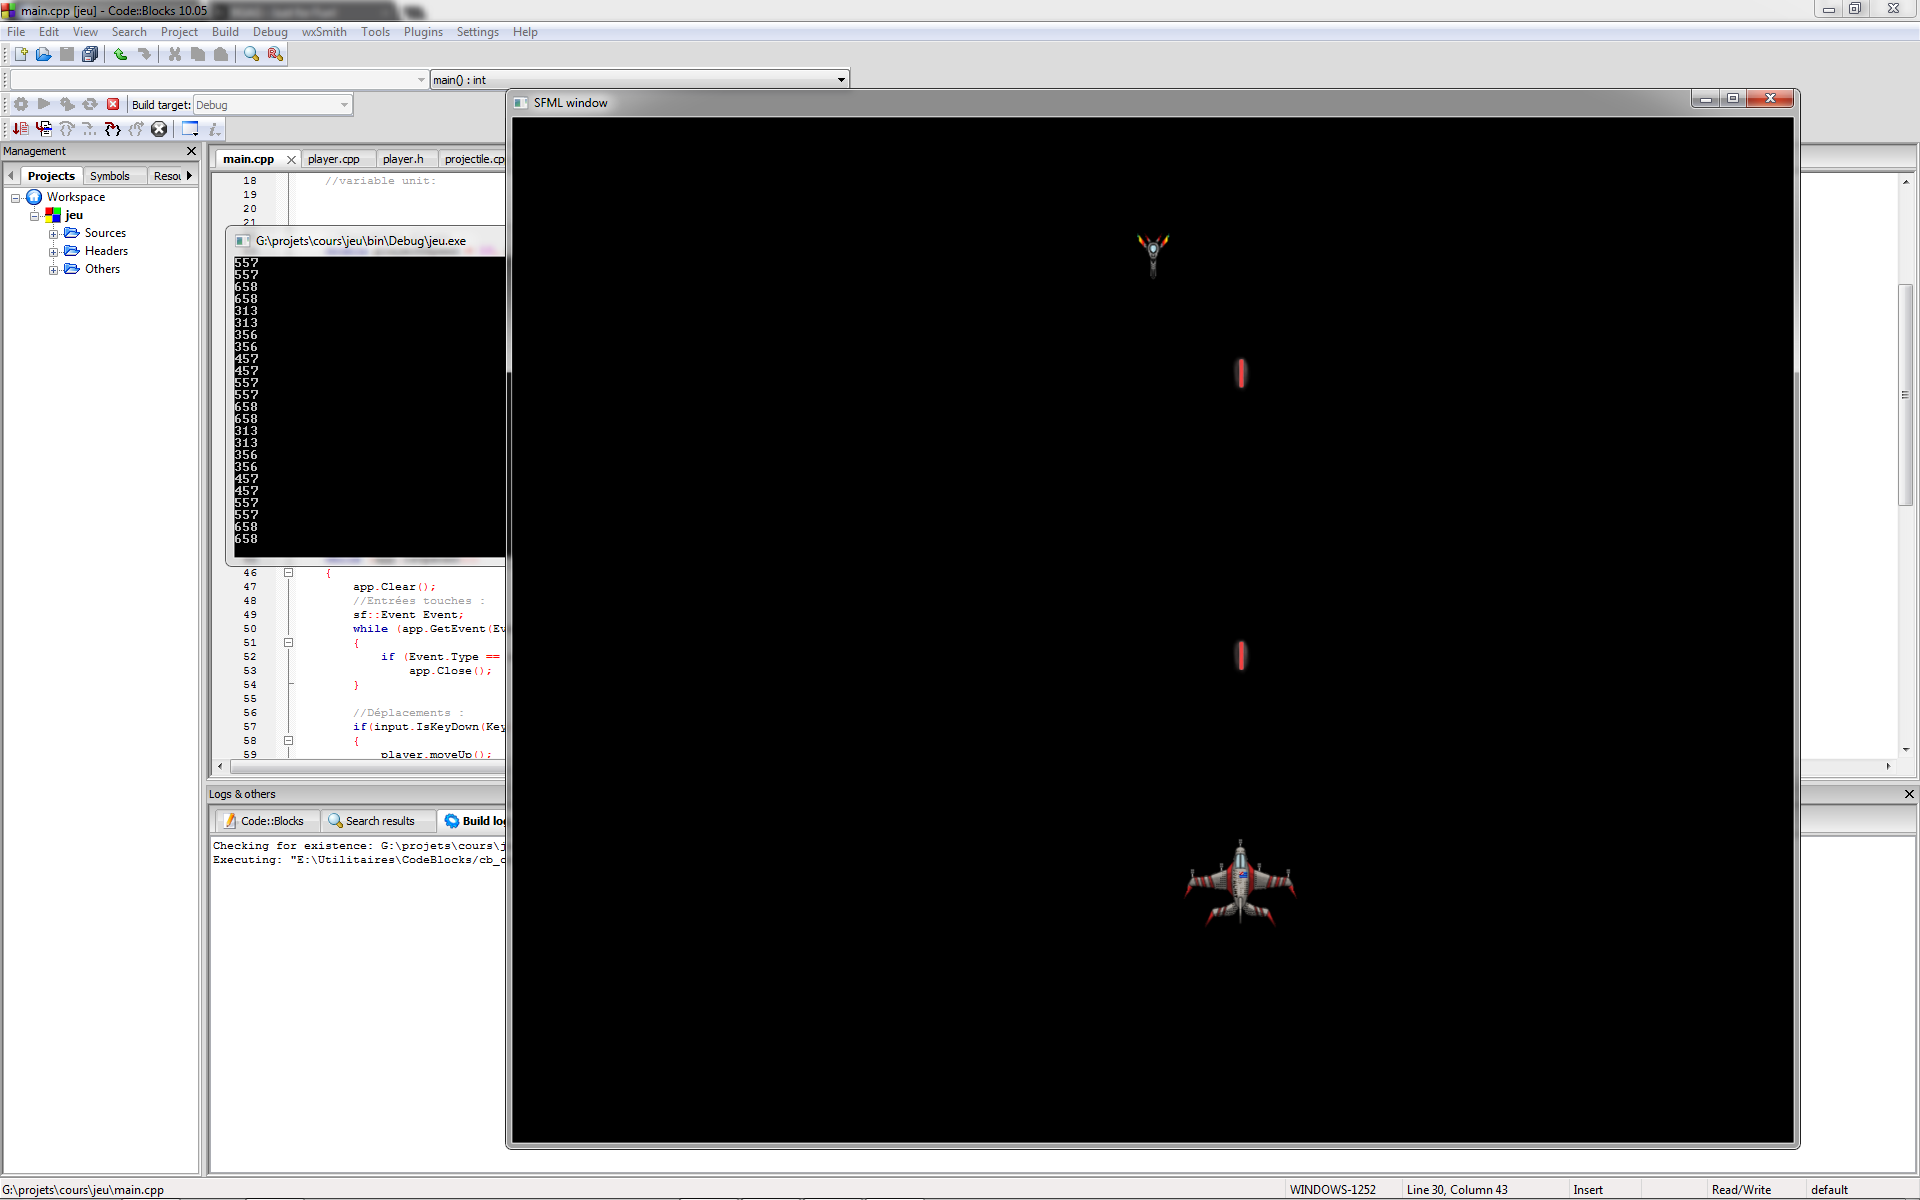 main.cpp [jeu] - Code::Blocks 10.05
File Edit View Search Project Build Debug wxSmith Tools Plugins Settings Help
main() : int
Build target: Debug
SFML window
Management
Projects Symbols
Workspace
jeu
Sources
Headers
Others
main.cpp player.cpp player.h projectile.cp
18 //variable unit:
19
20
21
G:\projets\cours\jeu\bin\Debug\jeu.exe
557
557
658
658
313
313
356
356
457
457
557
557
658
658
313
313
356
356
457
457
557
557
658
658
46 {
47 app.Clear();
48 //Entrées touches :
49 sf::Event Event;
50 while (app.GetEvent(Ev
51 {
52 if (Event.Type ==
53 app.Close();
54 }
55
56 //Déplacements :
57 if(input.IsKeyDown(Key
58 {
59 player.moveUp();
Logs & others
Code::Blocks Search results Build log
Checking for existence: G:\projets\cours\j
Executing: "E:\Utilitaires\CodeBlocks/cb_c
G:\projets\cours\jeu\main.cpp WINDOWS-1252 Line 30, Column 43 Insert Read/Write default